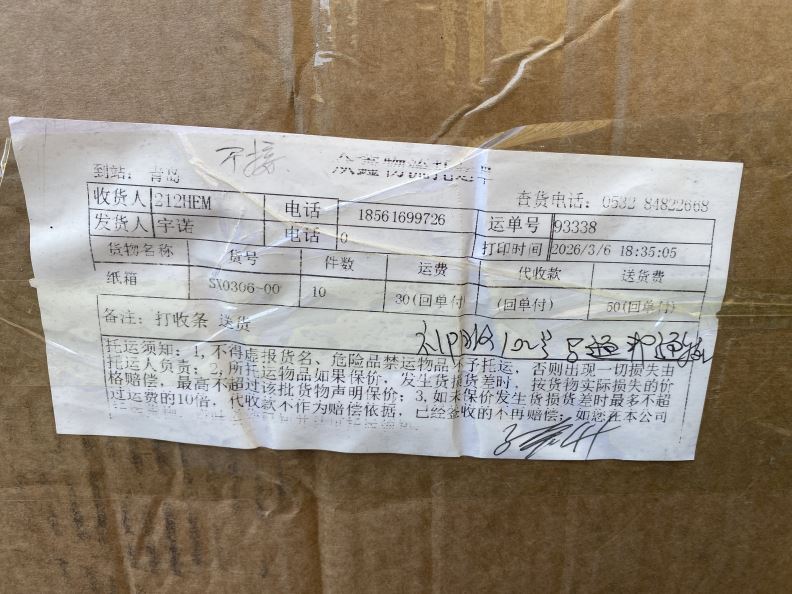 不接
到站: 青岛
查货电话: 0532 84822668
收货人 212HEM 电话 18561699726 运单号 93338
发货人 宇诺 电话 0 打印时间 2026/3/6 18:35:05
货物名称 货号 件数 运费 代收款 送货费
纸箱 SX0306-00 10 30(回单付) (回单付) 50(回单付)
备注: 打收条 送货
托运须知: 1, 不得虚报货名、危险品禁运物品不予托运, 否则出现一切损失由
托运人负责; 2, 所托运物品如果保价, 发生货损货差时, 按货物实际损失的价
格赔偿, 最高不超过该批货物声明保价; 3, 如未保价发生货损货差时最多不超
过运费的10倍, 代收款不作为赔偿依据, 已经签收的不再赔偿; 如您在本公司